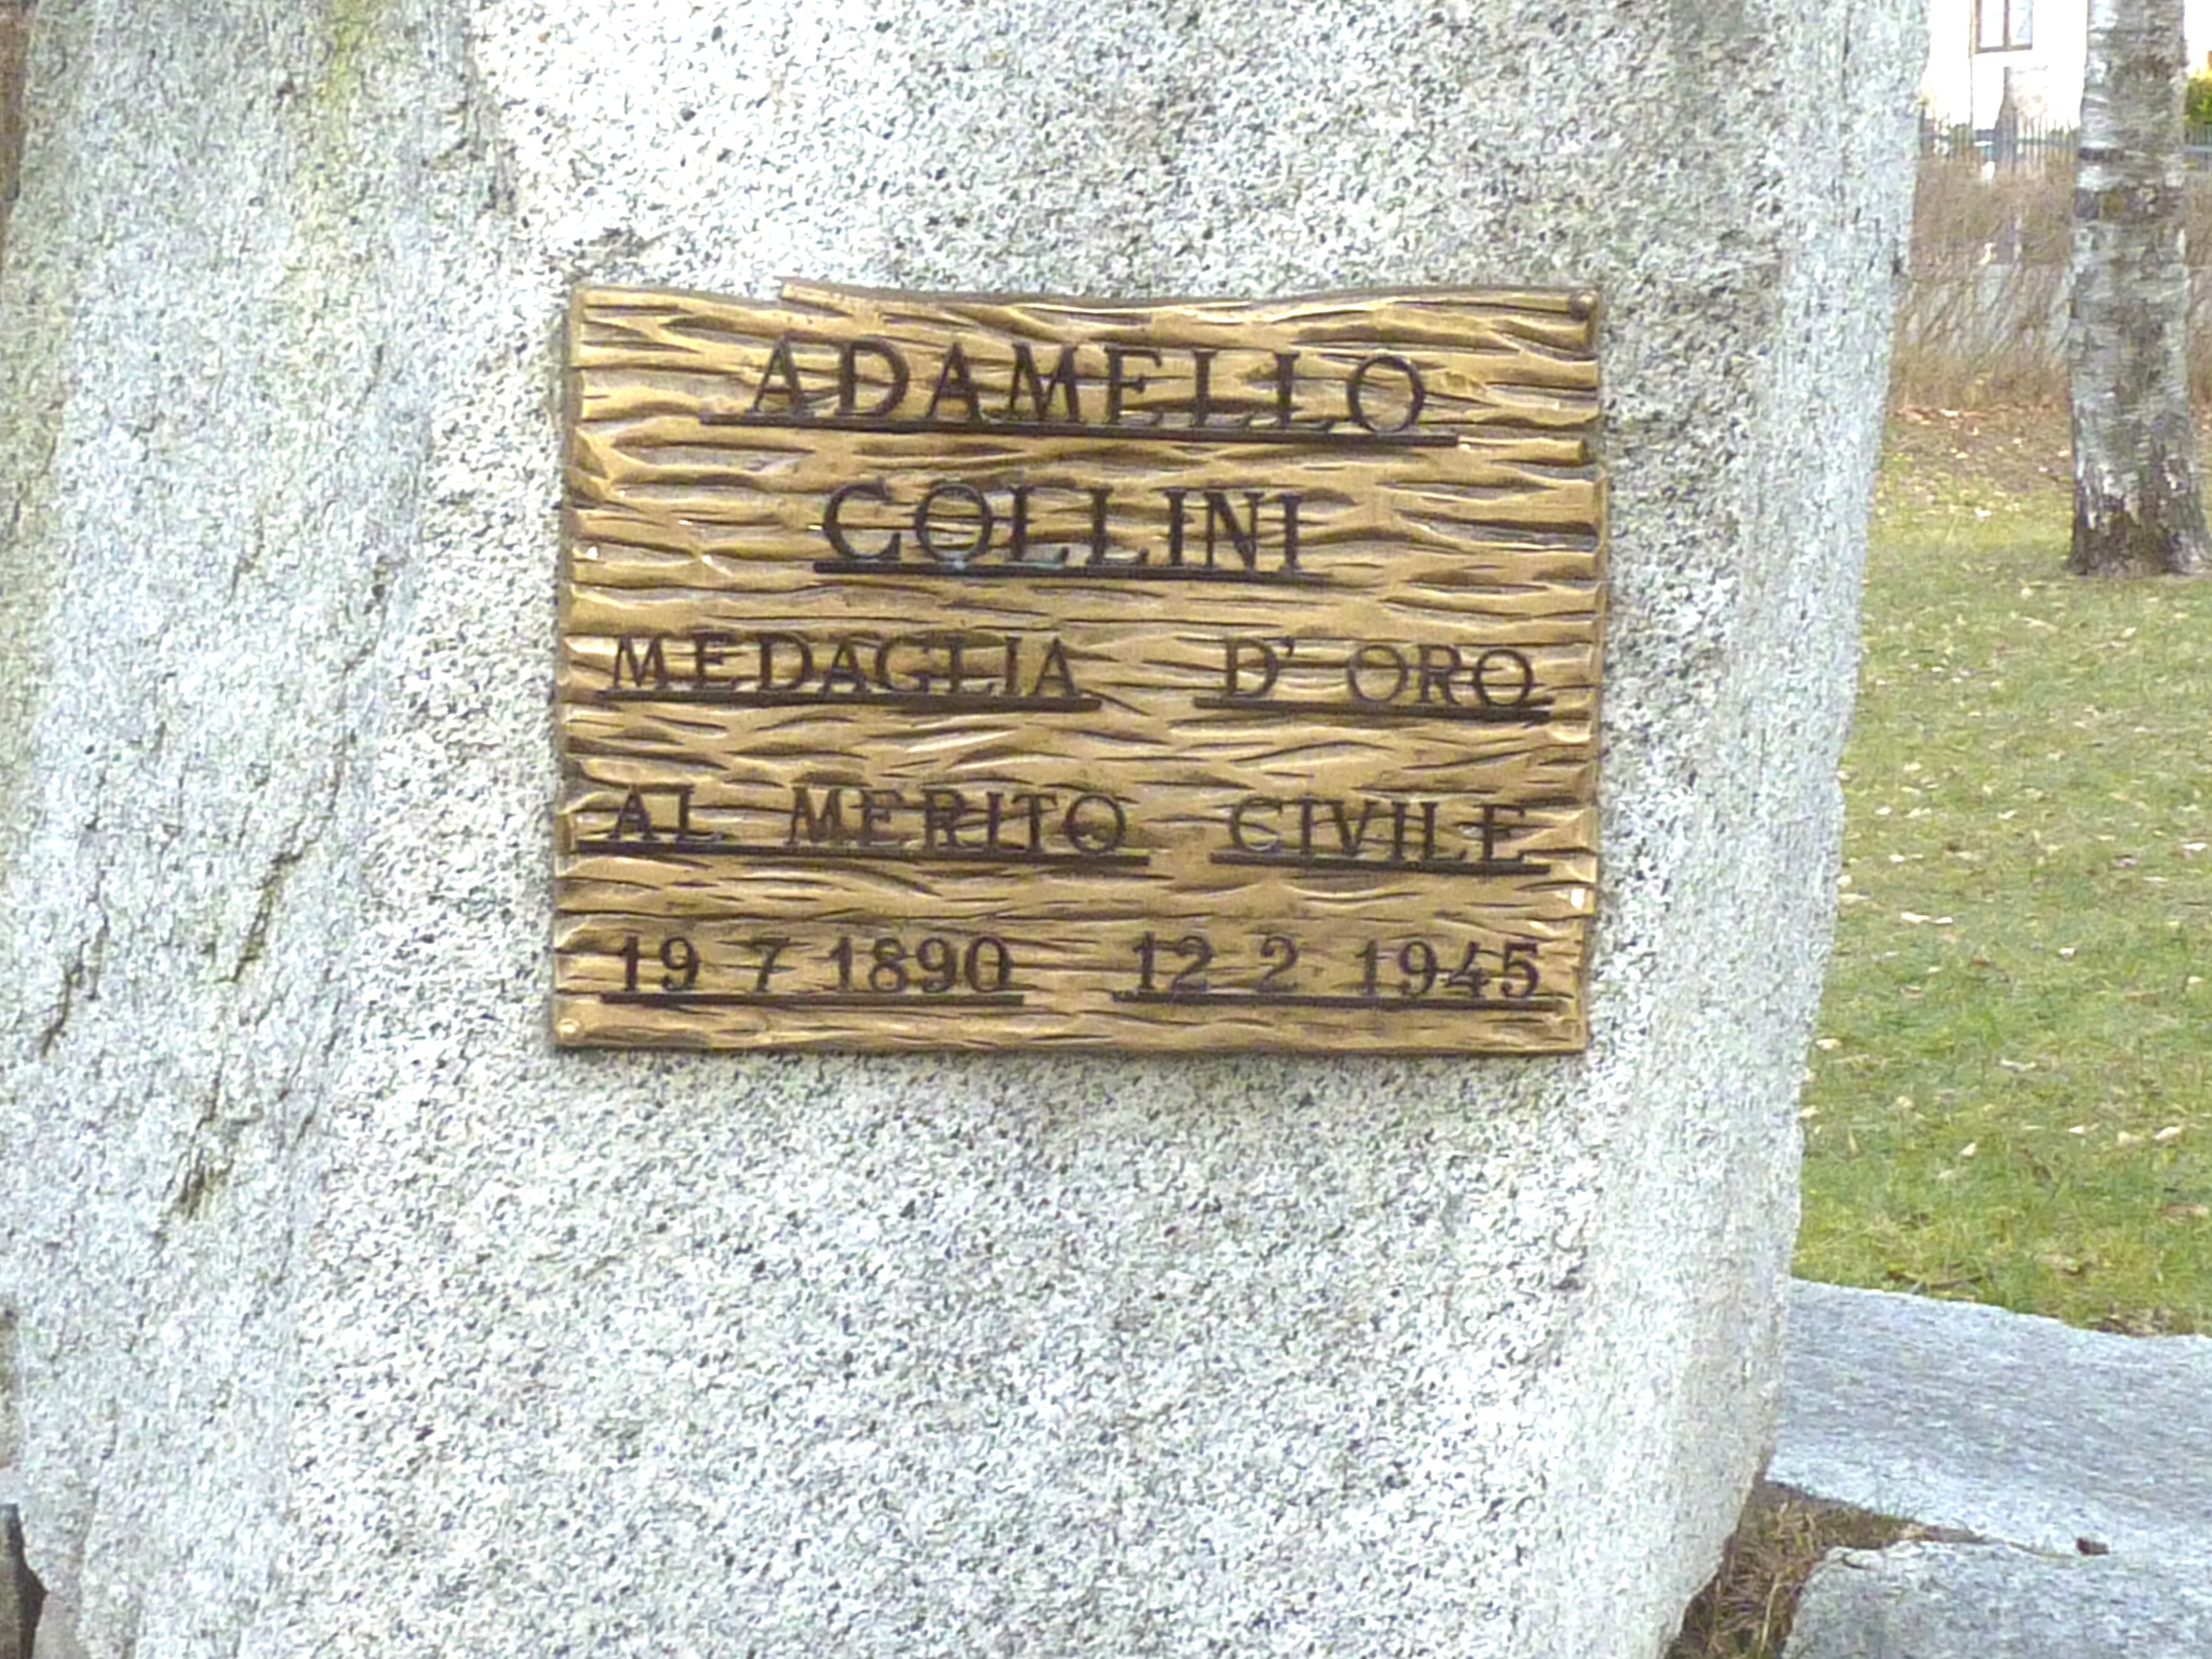 ADAMELLO
COLLINI
MEDAGLIA D' ORO
AL MERITO CIVILE
19 7 1890 12 2 1945